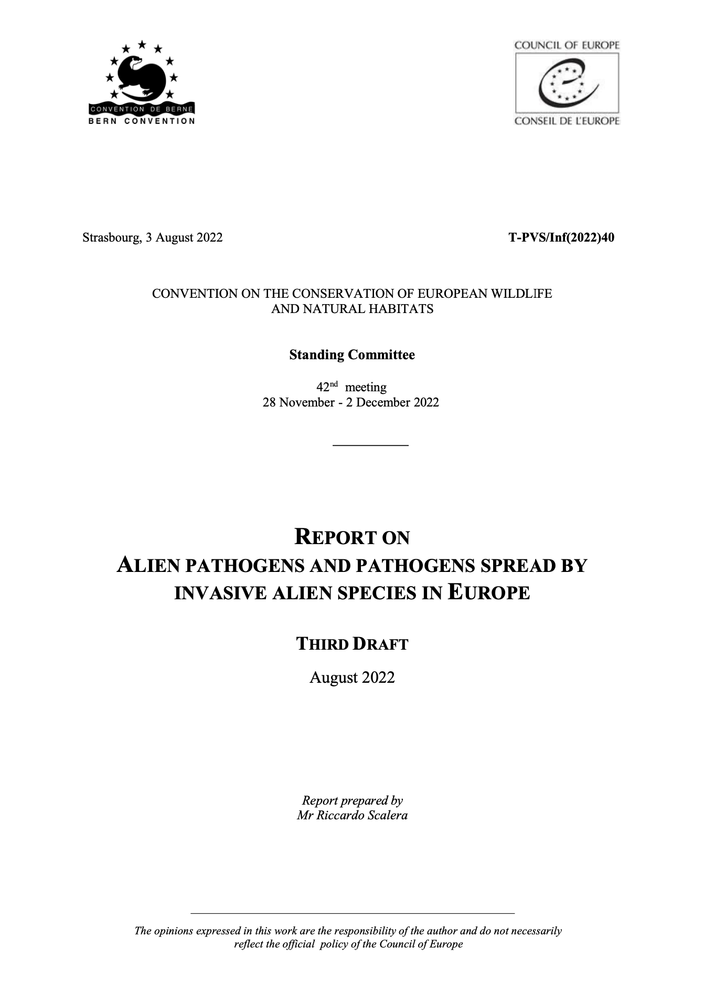 COUNCIL OF EUROPE
CONVENTION DE BERNE
BERN CONVENTION
CONSEIL DE L'EUROPE
Strasbourg, 3 August 2022 T-PVS/Inf(2022)40
CONVENTION ON THE CONSERVATION OF EUROPEAN WILDLIFE
AND NATURAL HABITATS
Standing Committee
42nd meeting
28 November - 2 December 2022
REPORT ON
ALIEN PATHOGENS AND PATHOGENS SPREAD BY
INVASIVE ALIEN SPECIES IN EUROPE
THIRD DRAFT
August 2022
Report prepared by
Mr Riccardo Scalera
The opinions expressed in this work are the responsibility of the author and do not necessarily
reflect the official policy of the Council of Europe